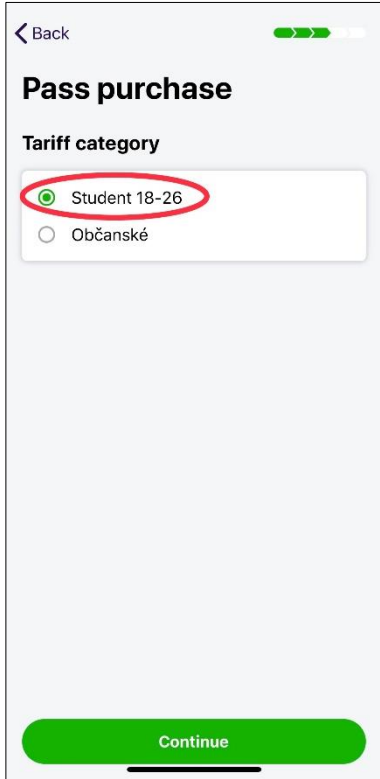 Back
Pass purchase
Tariff category
Student 18-26
Občanské
Continue